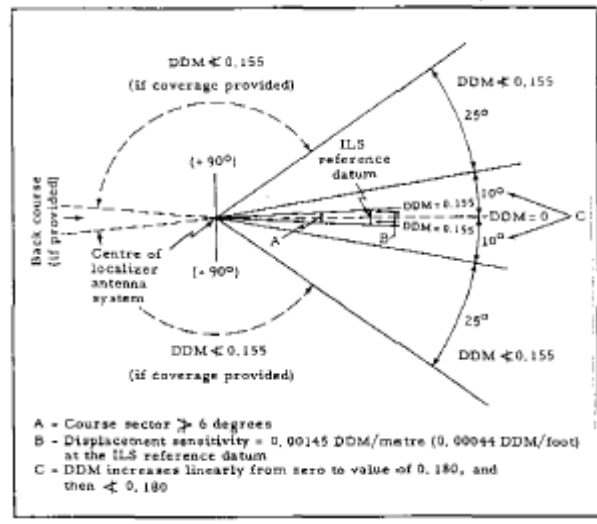 DDM ≮ 0.155
(if coverage provided)
DDM ≮ 0.155
25°
(+ 90°)
ILS
reference
datum
10°
DDM = 0.155
DDM = 0
C
DDM = 0.155
10°
Back course
(if provided)
Centre of
localizer
antenna
system
A
B
(- 90°)
25°
DDM ≮ 0.155
(if coverage provided)
DDM ≮ 0.155
A - Course sector ≯ 6 degrees
B - Displacement sensitivity = 0.00145 DDM/metre (0.00044 DDM/foot)
at the ILS reference datum
C - DDM increases linearly from zero to value of 0.180, and
then ≮ 0.180